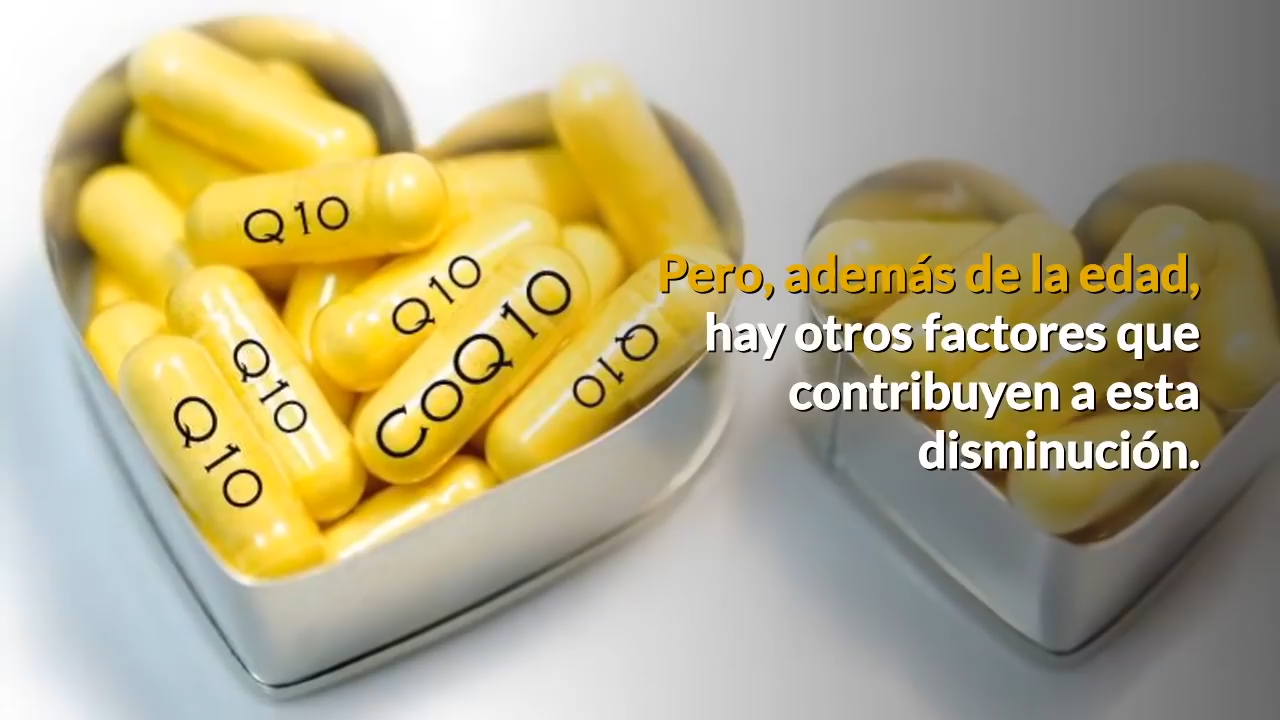 Q10
Q10
CoQ10
Q10
Q10
Q10
Pero, además de la edad,
hay otros factores que
contribuyen a esta
disminución.